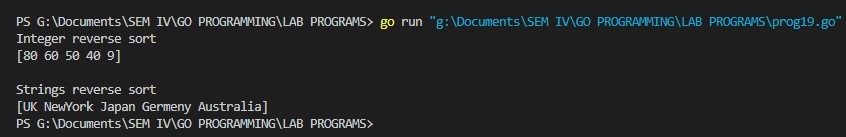 PS G:\Documents\SEM IV\GO PROGRAMMING\LAB PROGRAMS> go run "g:\Documents\SEM IV\GO PROGRAMMING\LAB PROGRAMS\prog19.go"
Integer reverse sort
[80 60 50 40 9]
Strings reverse sort
[UK NewYork Japan Germeny Australia]
PS G:\Documents\SEM IV\GO PROGRAMMING\LAB PROGRAMS>